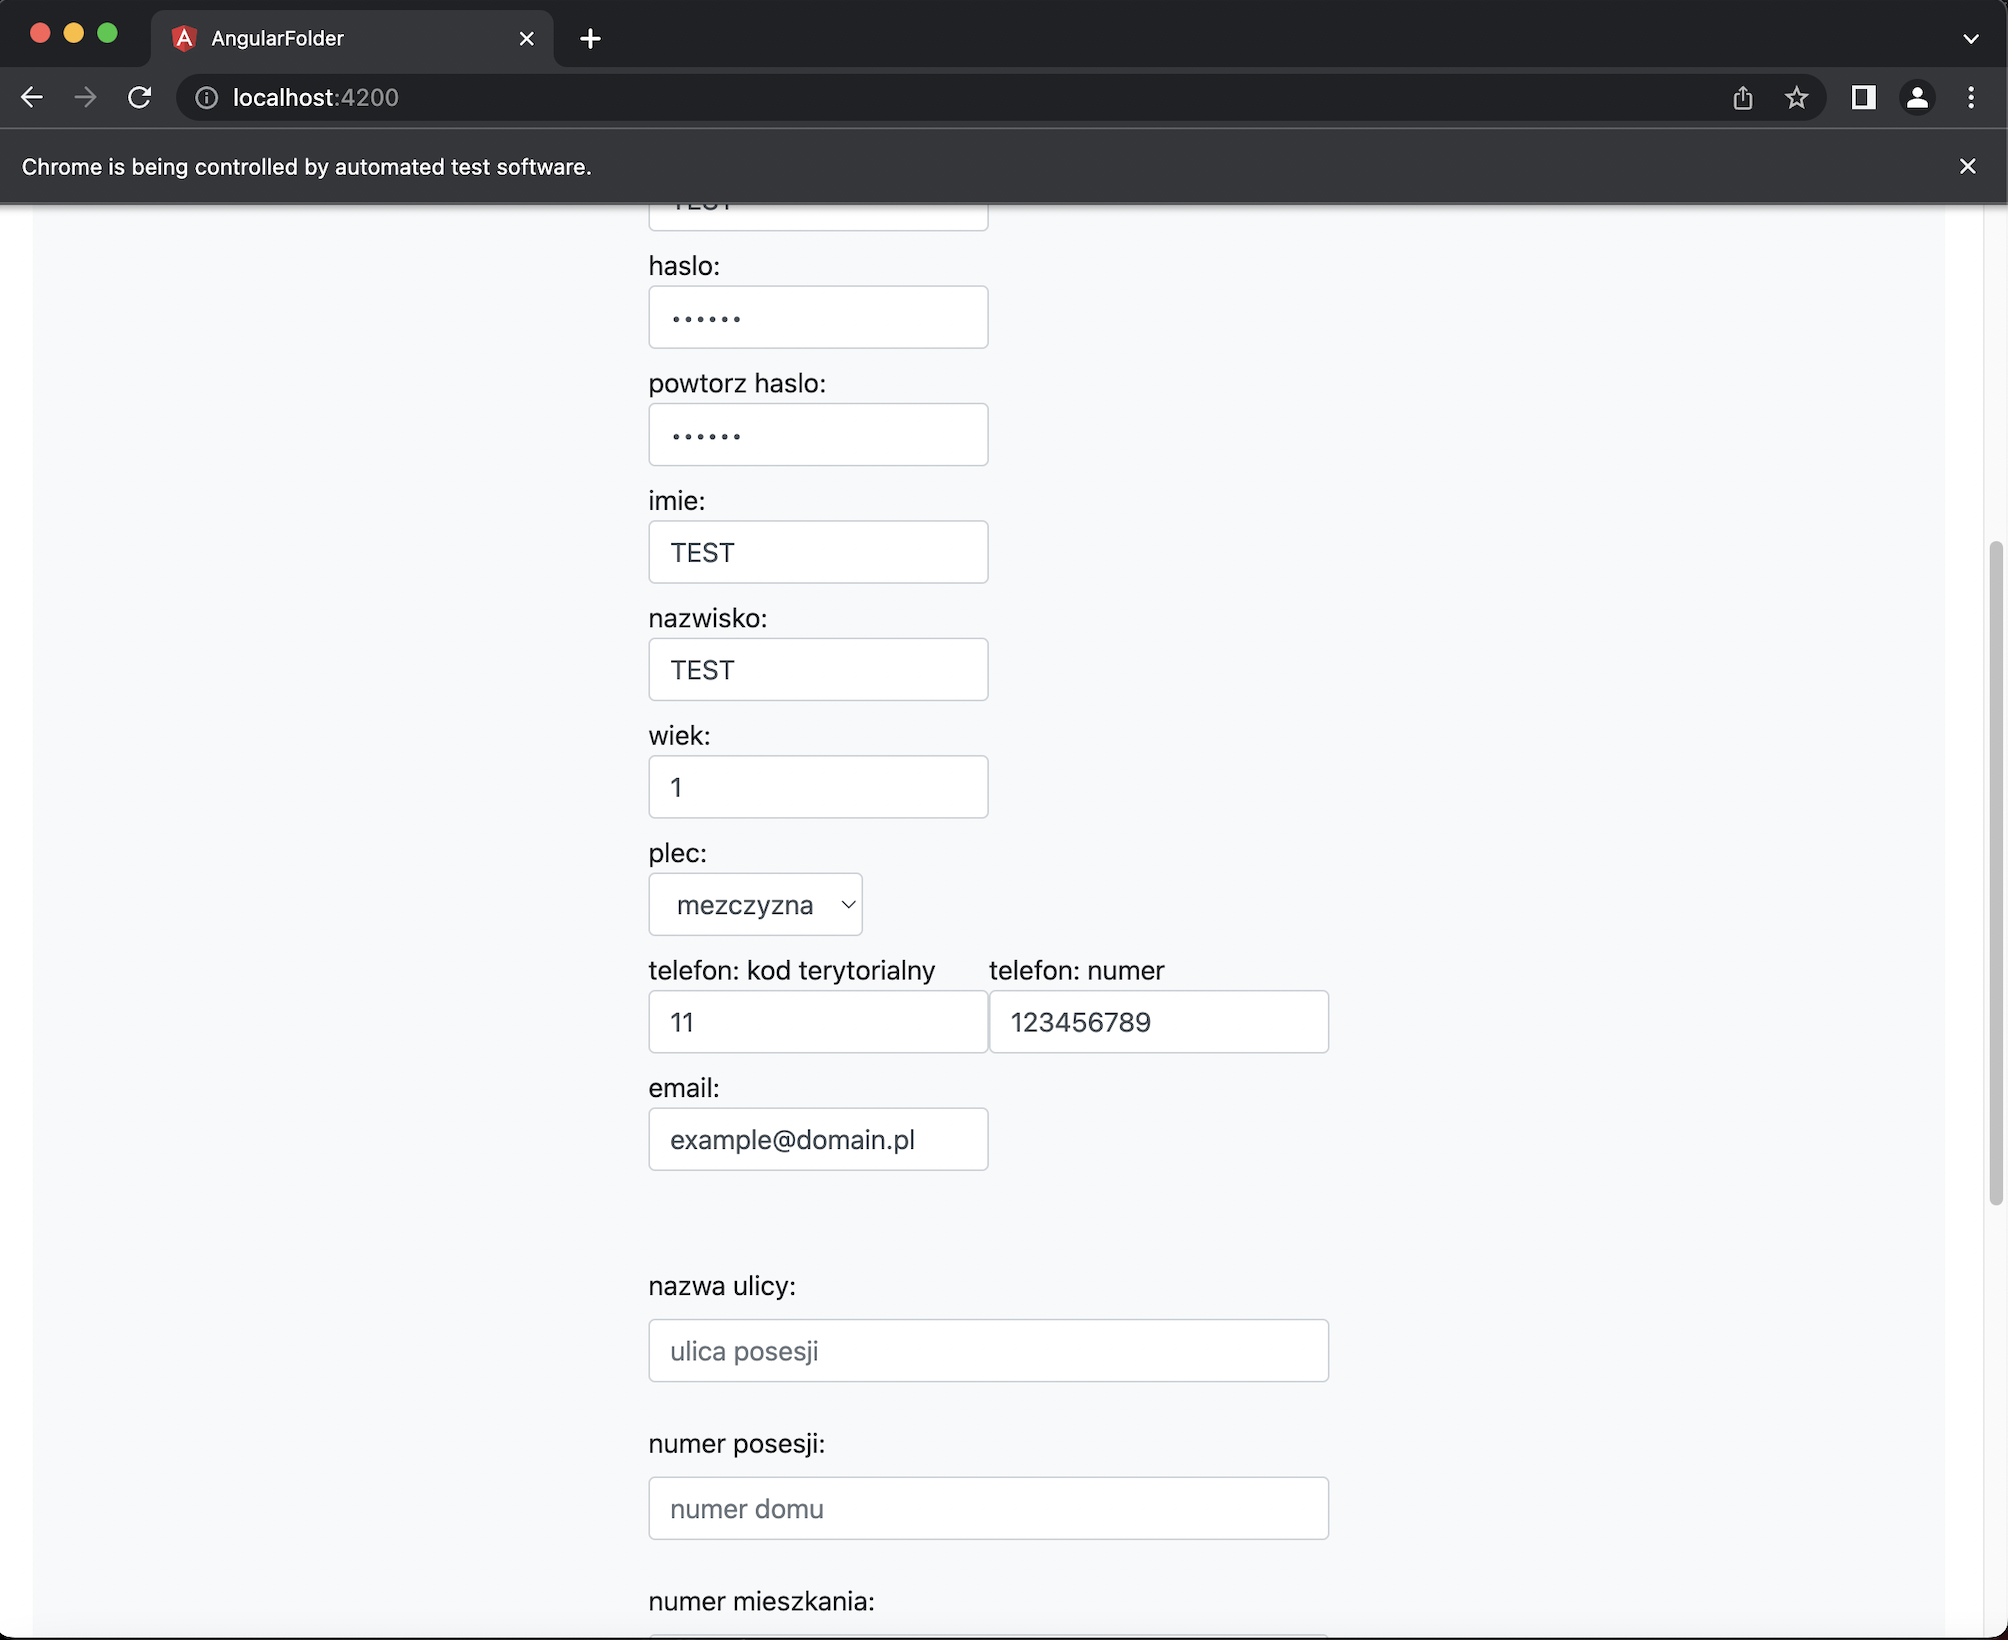 AngularFolder
localhost:4200
Chrome is being controlled by automated test software.
TEST
haslo:
••••••
powtorz haslo:
••••••
imie:
TEST
nazwisko:
TEST
wiek:
1
plec:
mezczyzna
telefon: kod terytorialny telefon: numer
11 123456789
email:
example@domain.pl
nazwa ulicy:
ulica posesji
numer posesji:
numer domu
numer mieszkania: